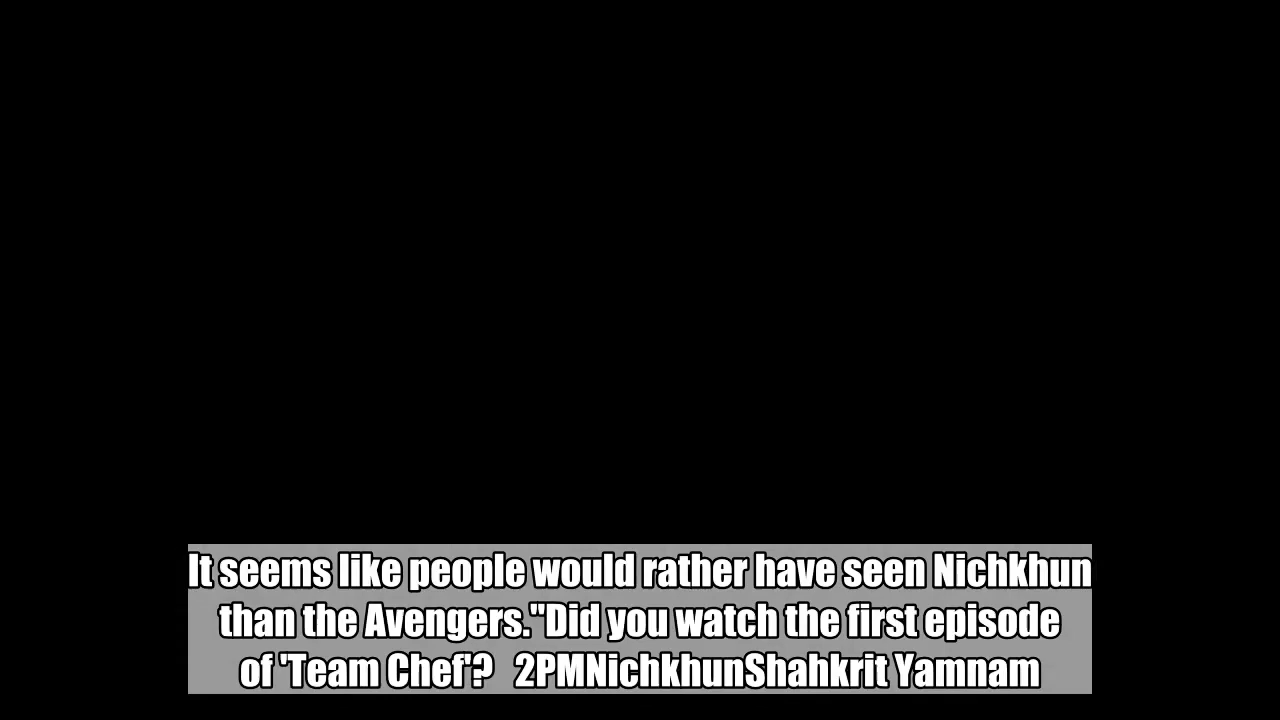 It seems like people would rather have seen Nichkhun
than the Avengers."Did you watch the first episode
of 'Team Chef'?   2PMNichkhunShahkrit Yamnam